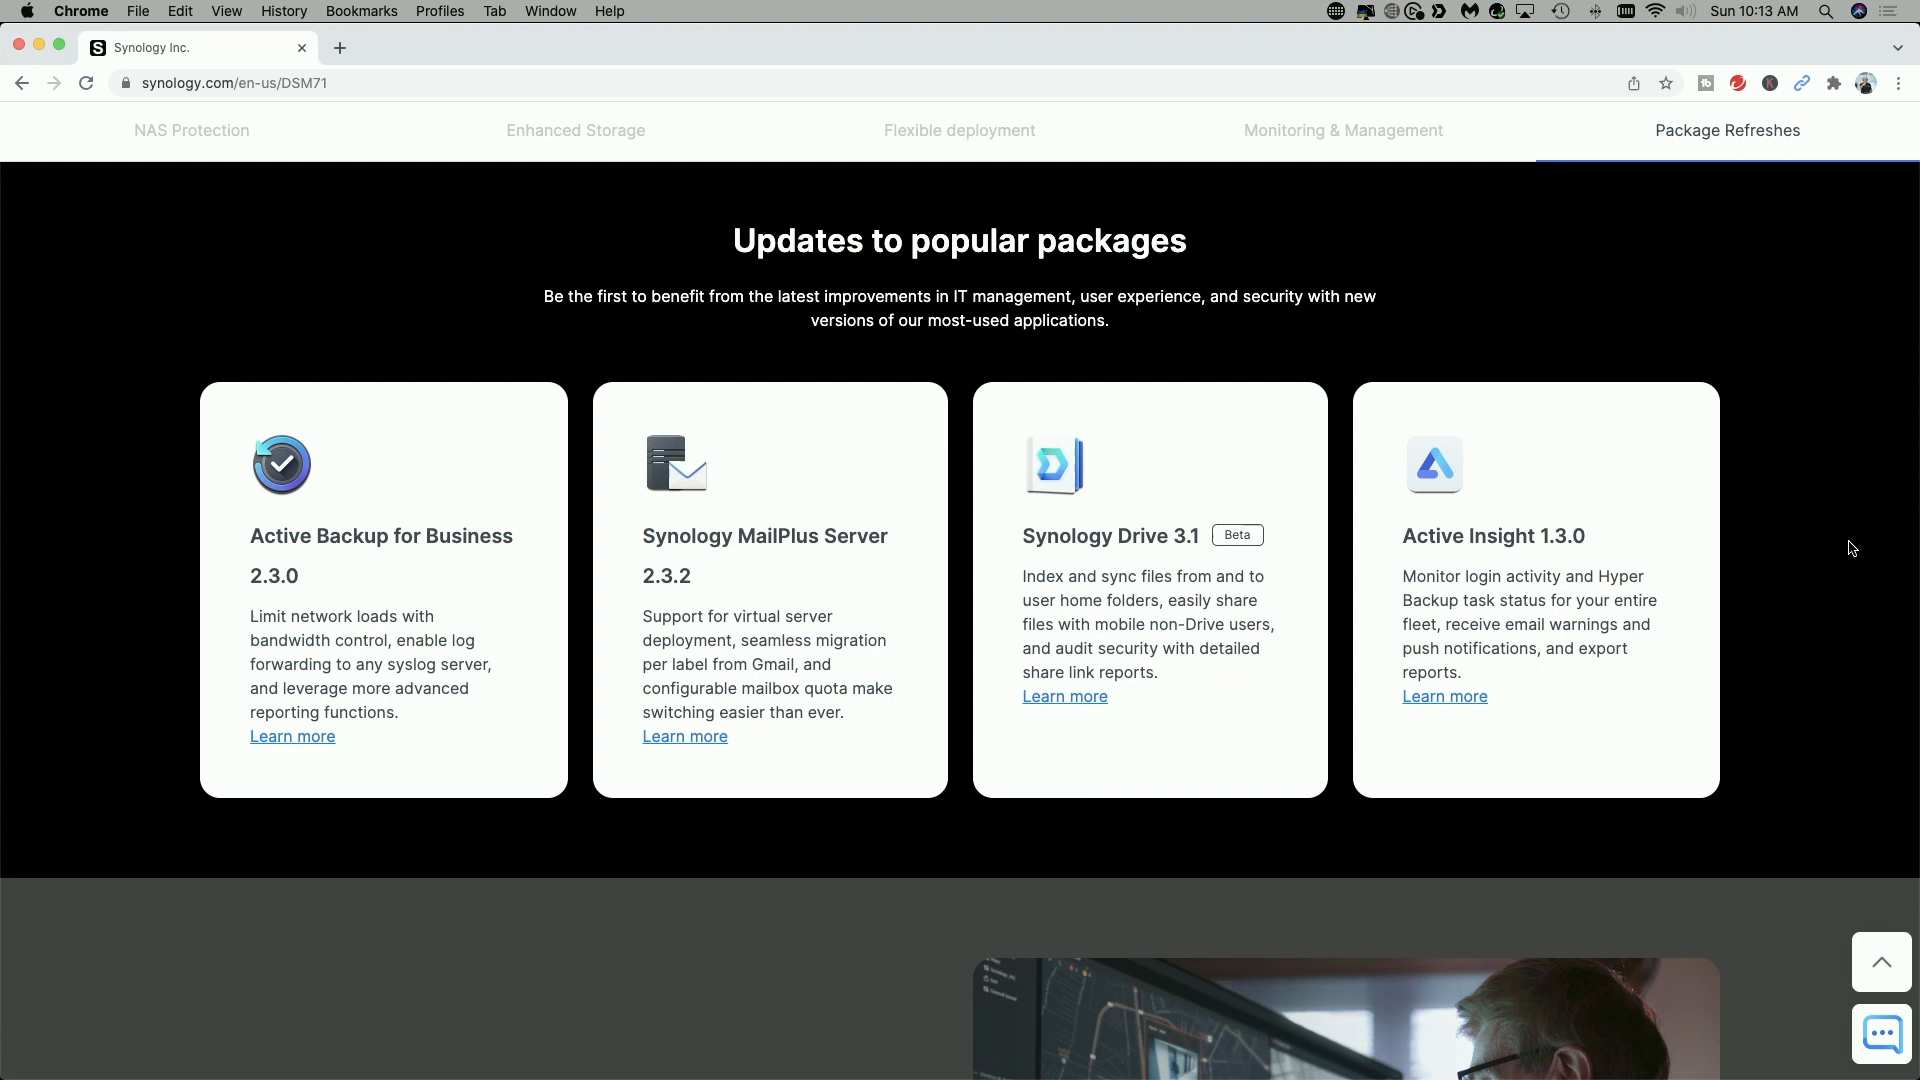 Chrome File Edit View History Bookmarks Profiles Tab Window Help Sun 10:13 AM
Synology Inc.
synology.com/en-us/DSM71
NAS Protection Enhanced Storage Flexible deployment Monitoring & Management Package Refreshes
Updates to popular packages
Be the first to benefit from the latest improvements in IT management, user experience, and security with new
versions of our most-used applications.
Active Backup for Business
2.3.0
Limit network loads with
bandwidth control, enable log
forwarding to any syslog server,
and leverage more advanced
reporting functions.
Learn more
Synology MailPlus Server
2.3.2
Support for virtual server
deployment, seamless migration
per label from Gmail, and
configurable mailbox quota make
switching easier than ever.
Learn more
Synology Drive 3.1 Beta
Index and sync files from and to
user home folders, easily share
files with mobile non-Drive users,
and audit security with detailed
share link reports.
Learn more
Active Insight 1.3.0
Monitor login activity and Hyper
Backup task status for your entire
fleet, receive email warnings and
push notifications, and export
reports.
Learn more